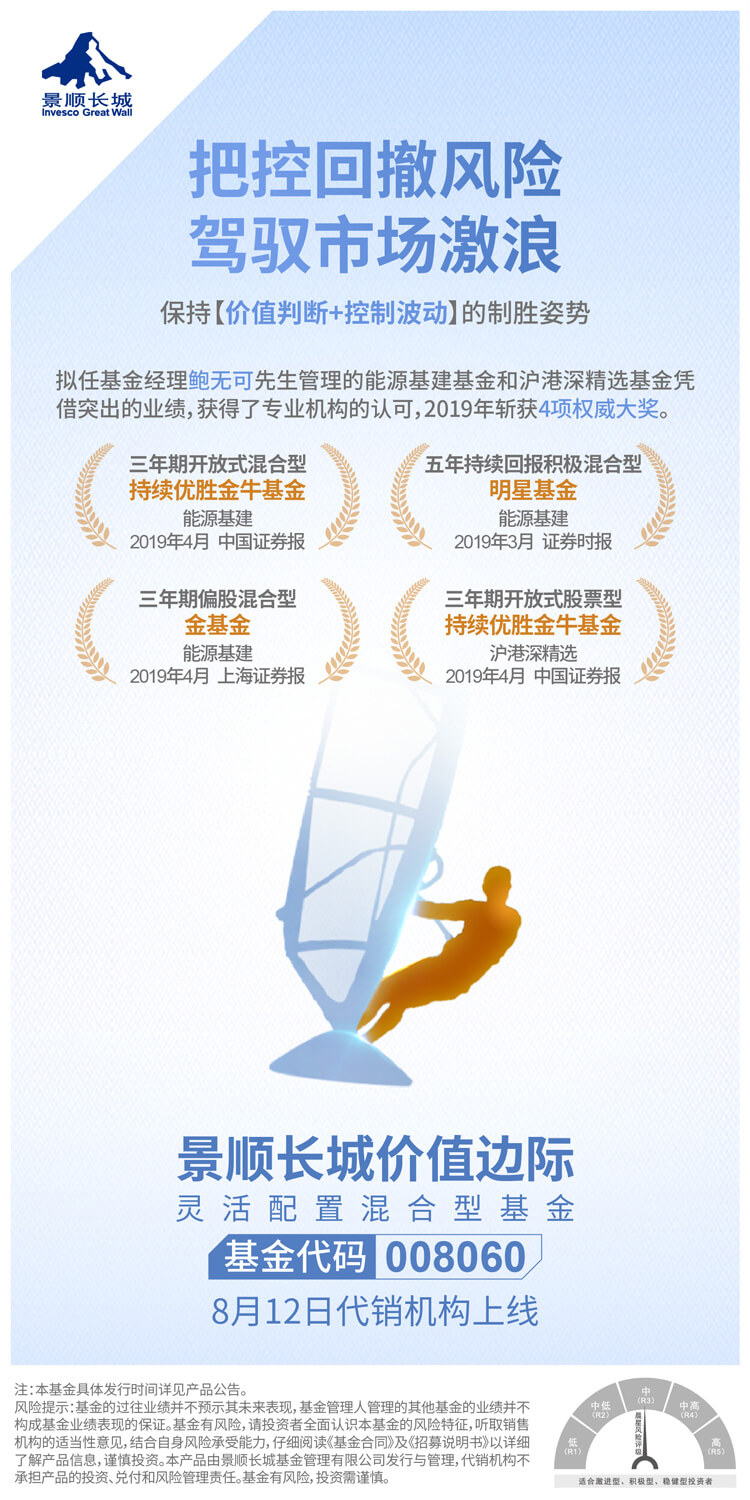 景顺长城
Invesco Great Wall
把控回撤风险
驾驭市场激浪
保持【价值判断+控制波动】的制胜姿势
拟任基金经理鲍无可先生管理的能源基建基金和沪港深精选基金凭
借突出的业绩，获得了专业机构的认可，2019年斩获4项权威大奖。
三年期开放式混合型
持续优胜金牛基金
能源基建
2019年4月 中国证券报
五年持续回报积极混合型
明星基金
能源基建
2019年3月 证券时报
三年期偏股混合型
金基金
能源基建
2019年4月 上海证券报
三年期开放式股票型
持续优胜金牛基金
沪港深精选
2019年4月 中国证券报
景顺长城价值边际
灵活配置混合型基金
基金代码 008060
8月12日代销机构上线
注：本基金具体发行时间详见产品公告。
风险提示：基金的过往业绩并不预示其未来表现，基金管理人管理的其他基金的业绩并不
构成基金业绩表现的保证。基金有风险，请投资者全面认识本基金的风险特征，听取销售
机构的适当性意见，结合自身风险承受能力，仔细阅读《基金合同》及《招募说明书》以详细
了解产品信息，谨慎投资。本产品由景顺长城基金管理有限公司发行与管理，代销机构不
承担产品的投资、兑付和风险管理责任。基金有风险，投资需谨慎。
低
(R1)
中低
(R2)
中
(R3)
中高
(R4)
高
(R5)
晨星风险评级
适合激进型、积极型、稳健型投资者